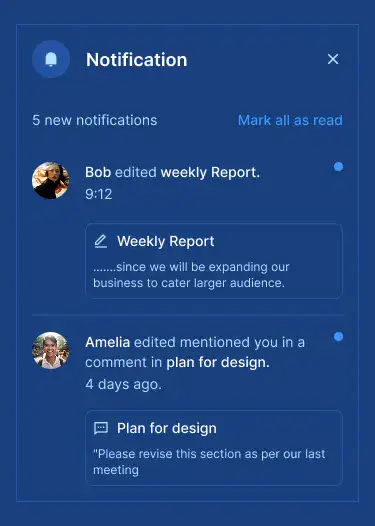 Notification
5 new notifications Mark all as read
Bob edited weekly Report.
9:12
Weekly Report
.......since we will be expanding our
business to cater larger audience.
Amelia edited mentioned you in a
comment in plan for design.
4 days ago.
Plan for design
"Please revise this section as per our last
meeting